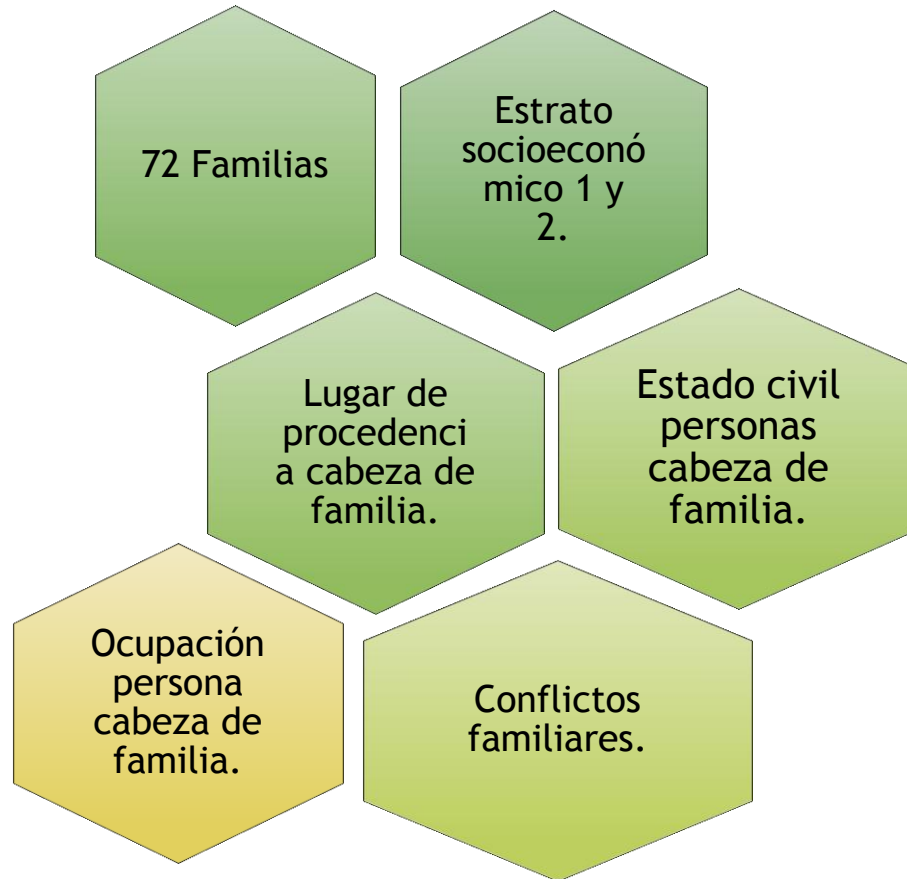 72 Familias
Estrato
socioeconó
mico 1 y
2.
Lugar de
procedenci
a cabeza de
familia.
Estado civil
personas
cabeza de
familia.
Ocupación
persona
cabeza de
familia.
Conflictos
familiares.